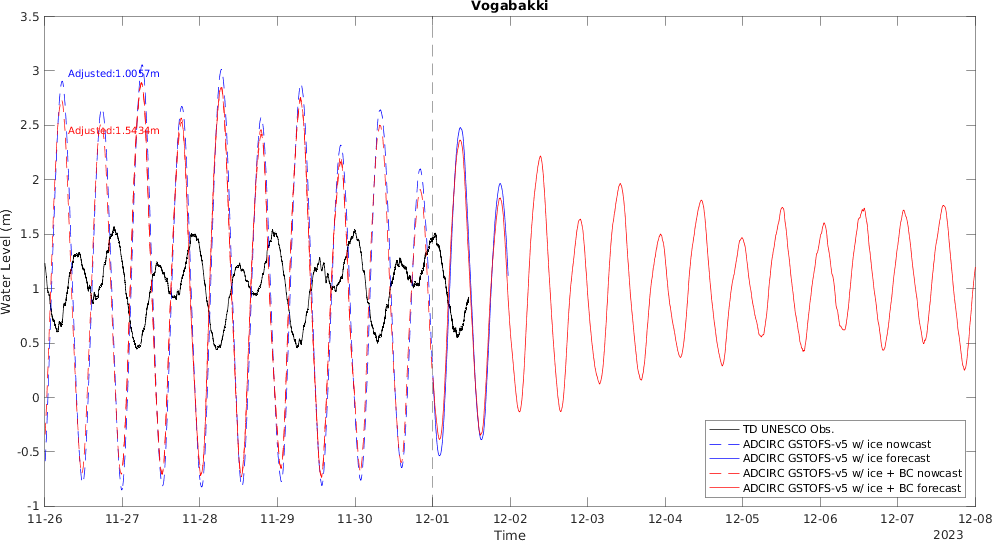 Vogabakki
3.5
3
2.5
2
1.5
1
0.5
0
-0.5
-1
Water Level (m)
Adjusted:1.0057m
Adjusted:1.5434m
TD UNESCO Obs.
ADCIRC GSTOFS-v5 w/ ice nowcast
ADCIRC GSTOFS-v5 w/ ice forecast
ADCIRC GSTOFS-v5 w/ ice + BC nowcast
ADCIRC GSTOFS-v5 w/ ice + BC forecast
11-26 11-27 11-28 11-29 11-30 12-01 12-02 12-03 12-04 12-05 12-06 12-07 12-08
Time
2023